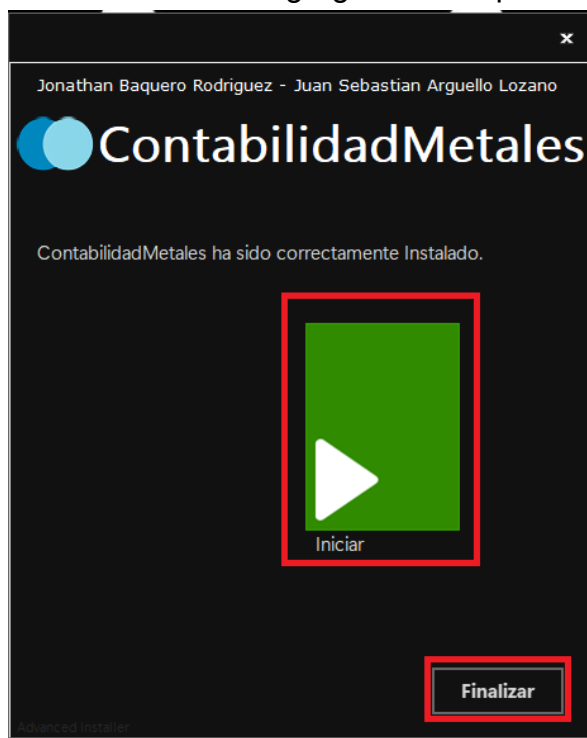 x
Jonathan Baquero Rodriguez - Juan Sebastian Arguello Lozano
ContabilidadMetales
ContabilidadMetales ha sido correctamente Instalado.
Iniciar
Finalizar
Advanced Installer